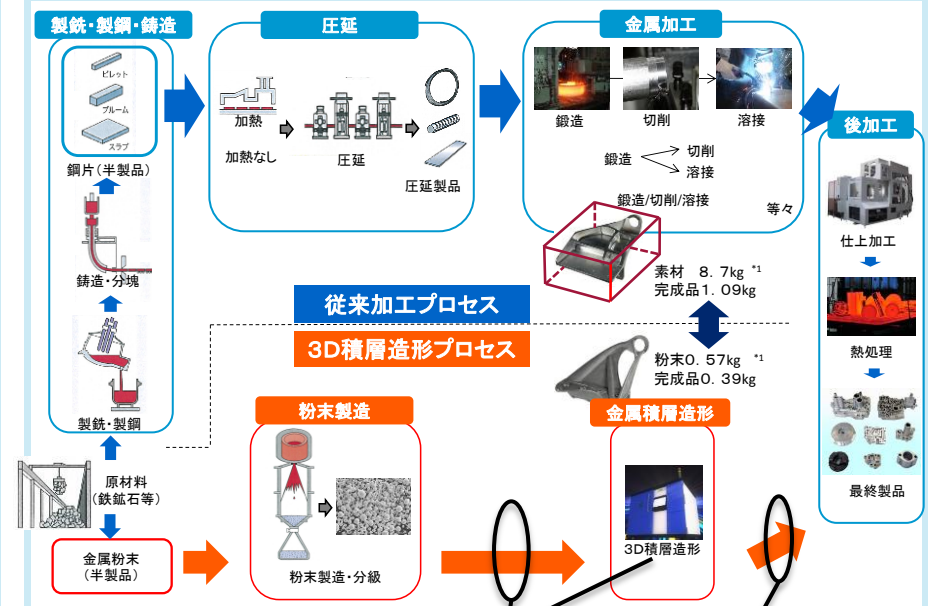 製銑・製鋼・鋳造
ビレット
ブルーム
スラブ
鋼片(半製品)
鋳造・分塊
製銑・製鋼
原材料
(鉄鉱石等)
圧延
加熱
加熱なし
圧延
圧延製品
金属加工
鍛造
切削
溶接
鍛造
切削
溶接
鍛造/切削/溶接
等々
素材 8.7kg *1
完成品1.09kg
従来加工プロセス
3D積層造形プロセス
粉末0.57kg *1
完成品0.39kg
金属粉末
(半製品)
粉末製造
粉末製造・分級
金属積層造形
3D積層造形
後加工
仕上加工
熱処理
最終製品